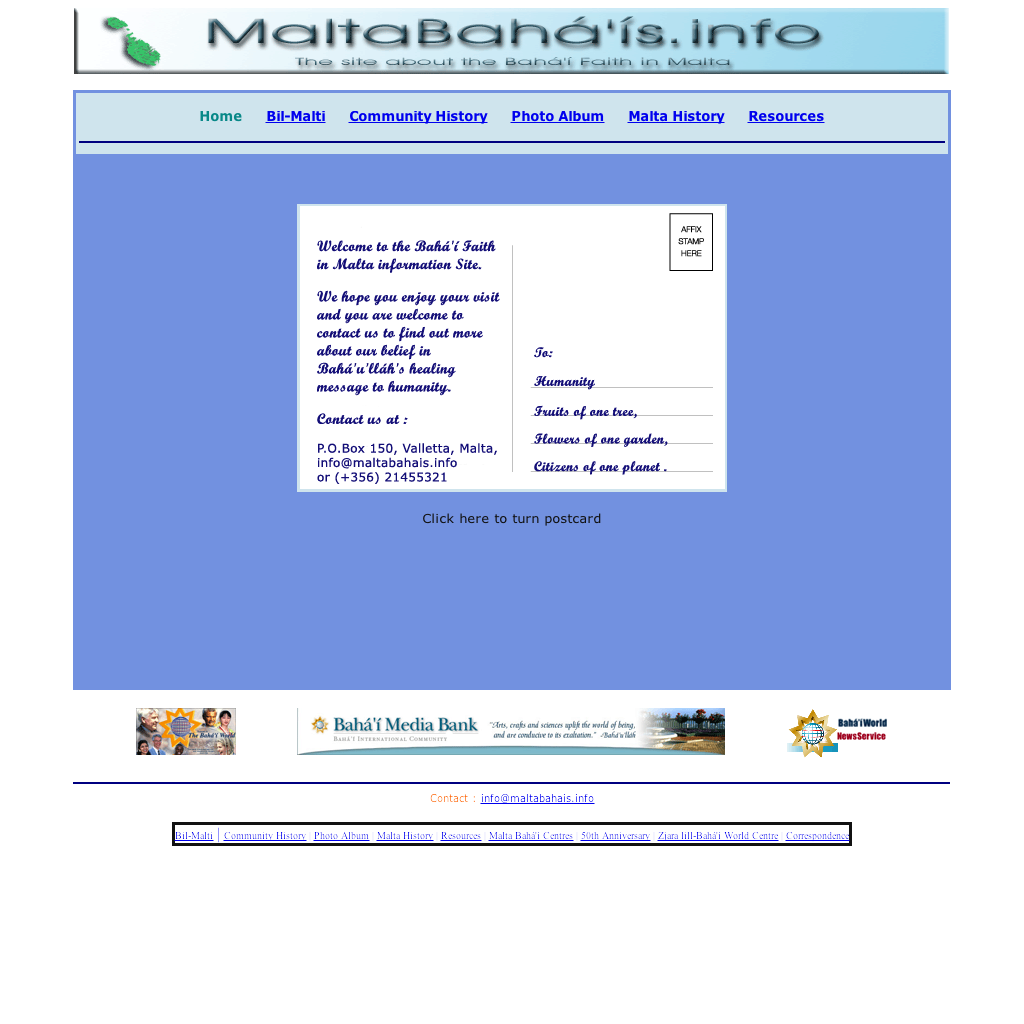 MaltaBahá'ís.info
The site about the Bahá'í Faith in Malta
Home Bil-Malti Community History Photo Album Malta History Resources
AFFIX
STAMP
HERE
Welcome to the Bahá'í Faith
in Malta information Site.
We hope you enjoy your visit
and you are welcome to
contact us to find out more
about our belief in
Bahá'u'lláh's healing
message to humanity.
Contact us at :
P.O.Box 150, Valletta, Malta,
info@maltabahais.info
or (+356) 21455321
To:
Humanity
Fruits of one tree,
Flowers of one garden,
Citizens of one planet .
Click here to turn postcard
The Bahá'í World
Bahá'í Media Bank
BAHÁ'Í INTERNATIONAL COMMUNITY
"Arts, crafts and sciences uplift the world of being,
and are conducive to its exaltation." -Bahá'u'lláh
Bahá'í World
NewsService
Contact : info@maltabahais.info
Bil-Malti | Community History | Photo Album | Malta History | Resources | Malta Bahá'í Centres | 50th Anniversary | Zjara lill-Bahá'í World Centre | Correspondence